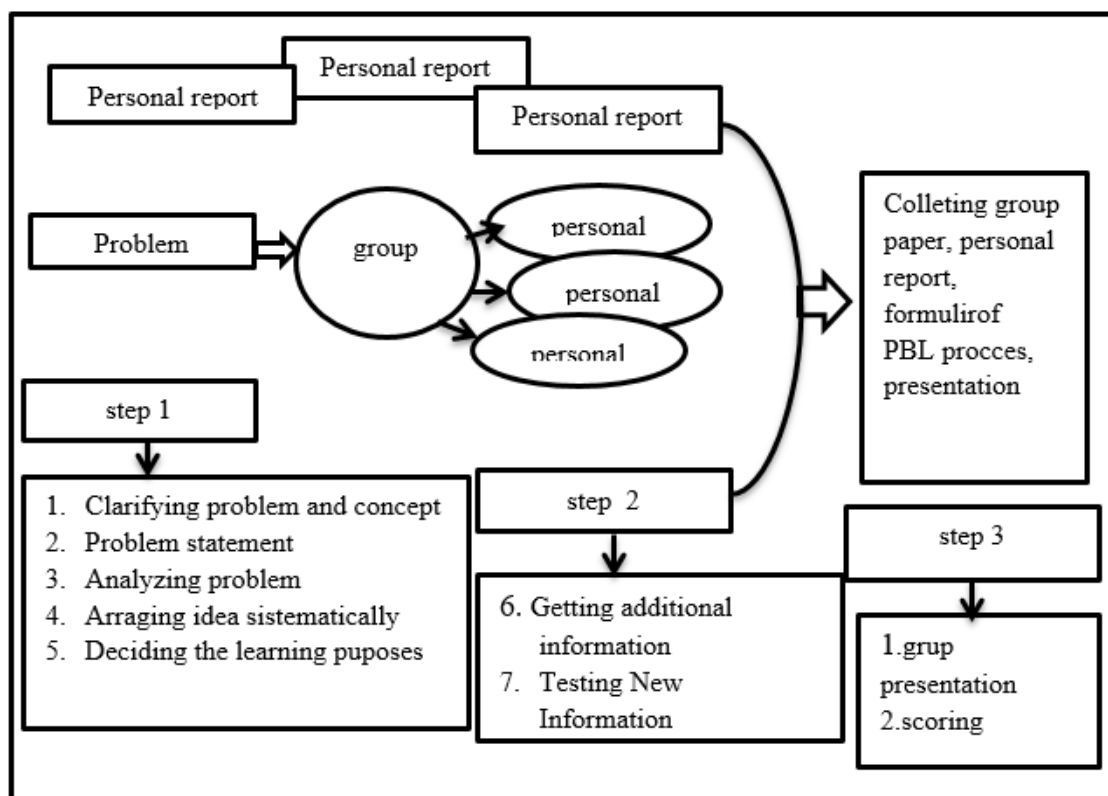 Personal report
Personal report
Personal report
Problem
group
personal
personal
personal
Colleting group
paper, personal
report,
formulirof
PBL procces,
presentation
step 1
1. Clarifying problem and concept
2. Problem statement
3. Analyzing problem
4. Arraging idea sistematically
5. Deciding the learning puposes
step 2
6. Getting additional
information
7. Testing New
Information
step 3
1.grup
presentation
2.scoring